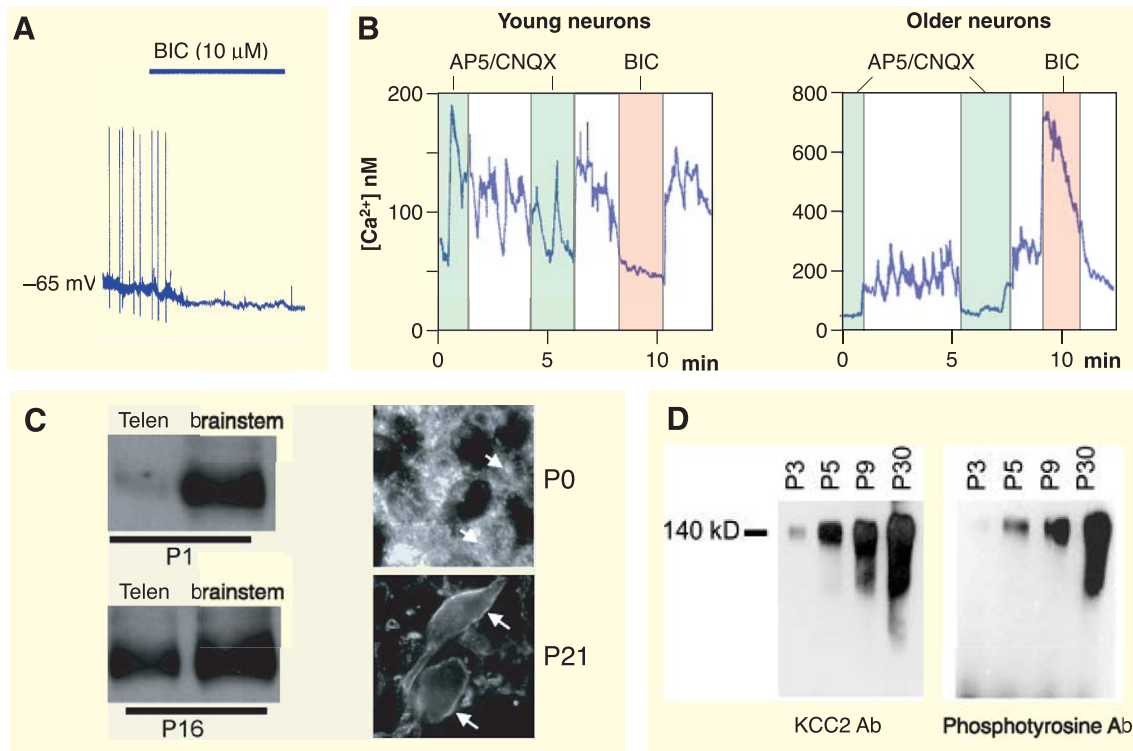 A
BIC (10 μM)
–65 mV
B
Young neurons
AP5/CNQX
BIC
[Ca²⁺] nM
200
100
0
0
5
10
min
Older neurons
AP5/CNQX
BIC
800
600
400
200
0
0
5
10
min
C
Telen brainstem
P1
Telen brainstem
P16
P0
P21
D
P3 P5 P9 P30
140 kD
KCC2 Ab
P3 P5 P9 P30
Phosphotyrosine Ab